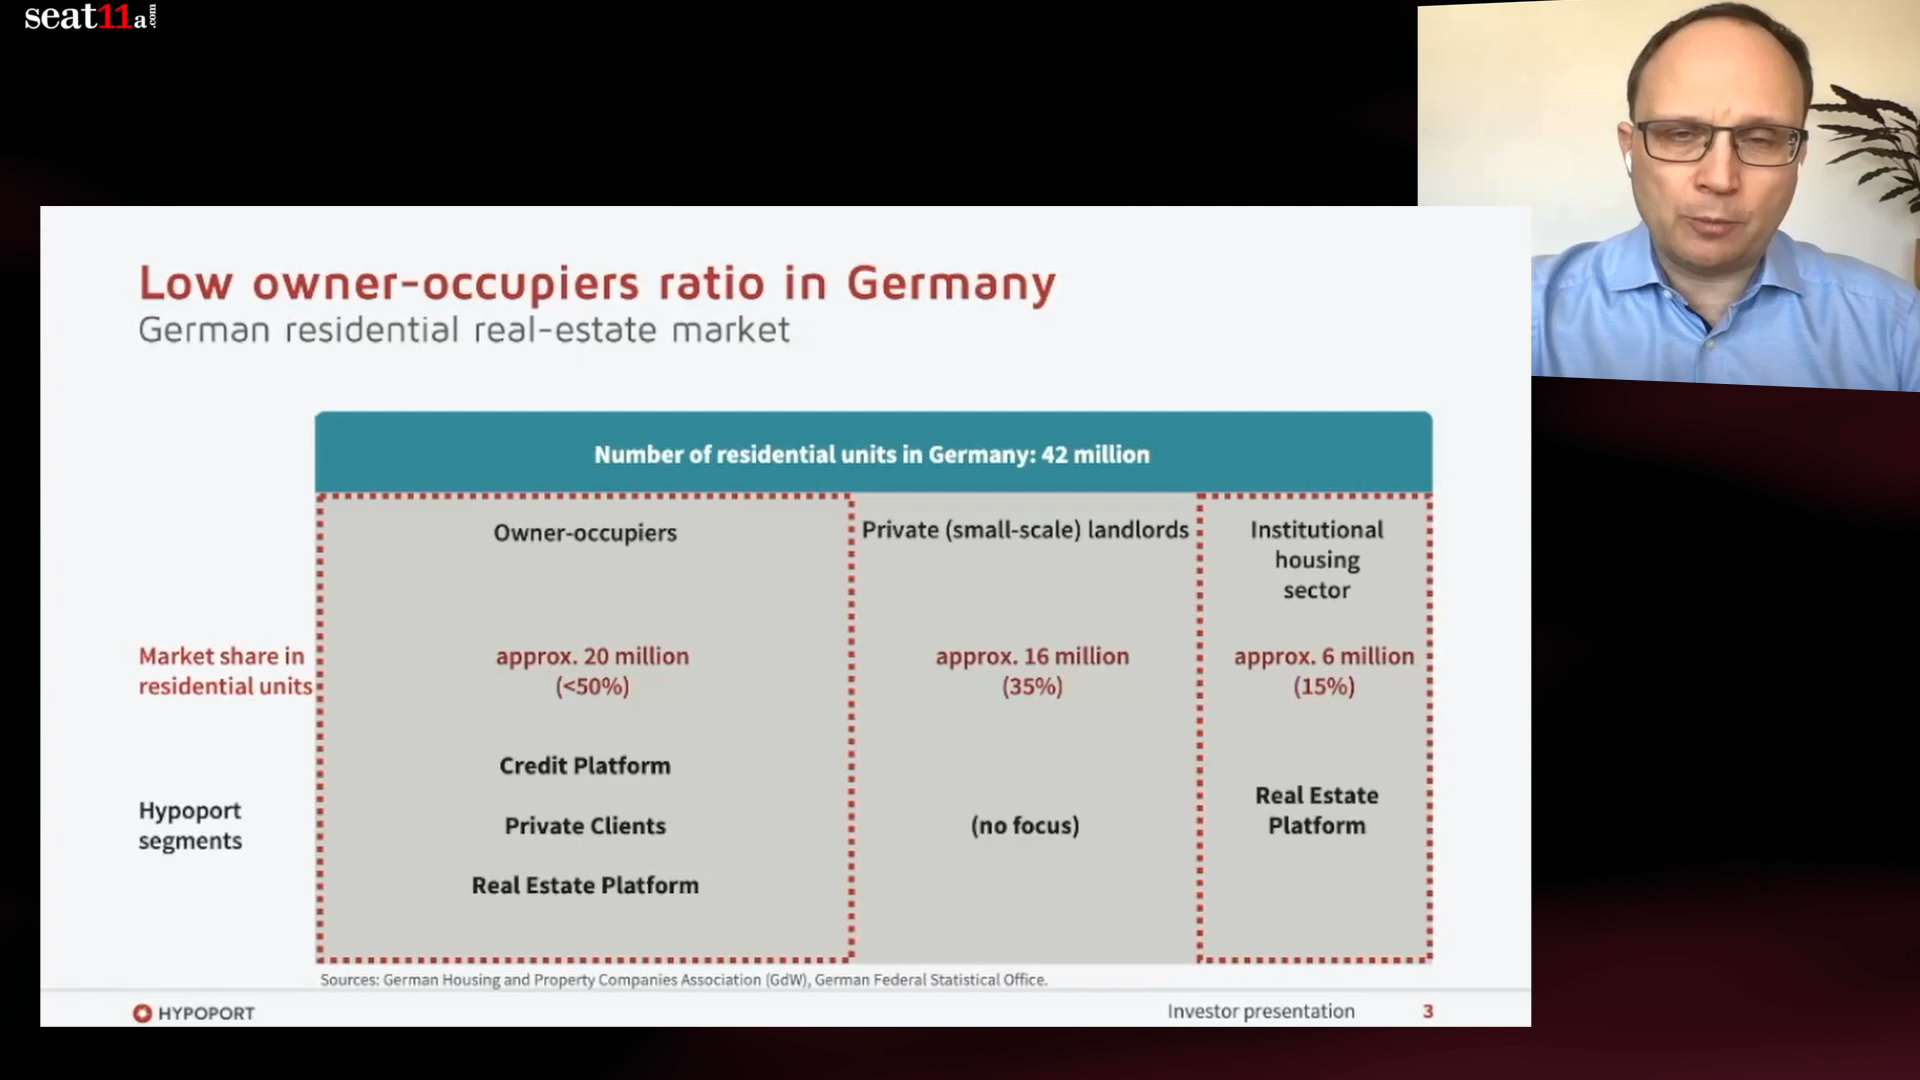 seat11a.com
Low owner-occupiers ratio in Germany
German residential real-estate market
Number of residential units in Germany: 42 million
Owner-occupiers
Private (small-scale) landlords
Institutional
housing
sector
Market share in
residential units
approx. 20 million
(<50%)
approx. 16 million
(35%)
approx. 6 million
(15%)
Hypoport
segments
Credit Platform
Private Clients
Real Estate Platform
(no focus)
Real Estate
Platform
Sources: German Housing and Property Companies Association (GdW), German Federal Statistical Office.
HYPOPORT
Investor presentation 3